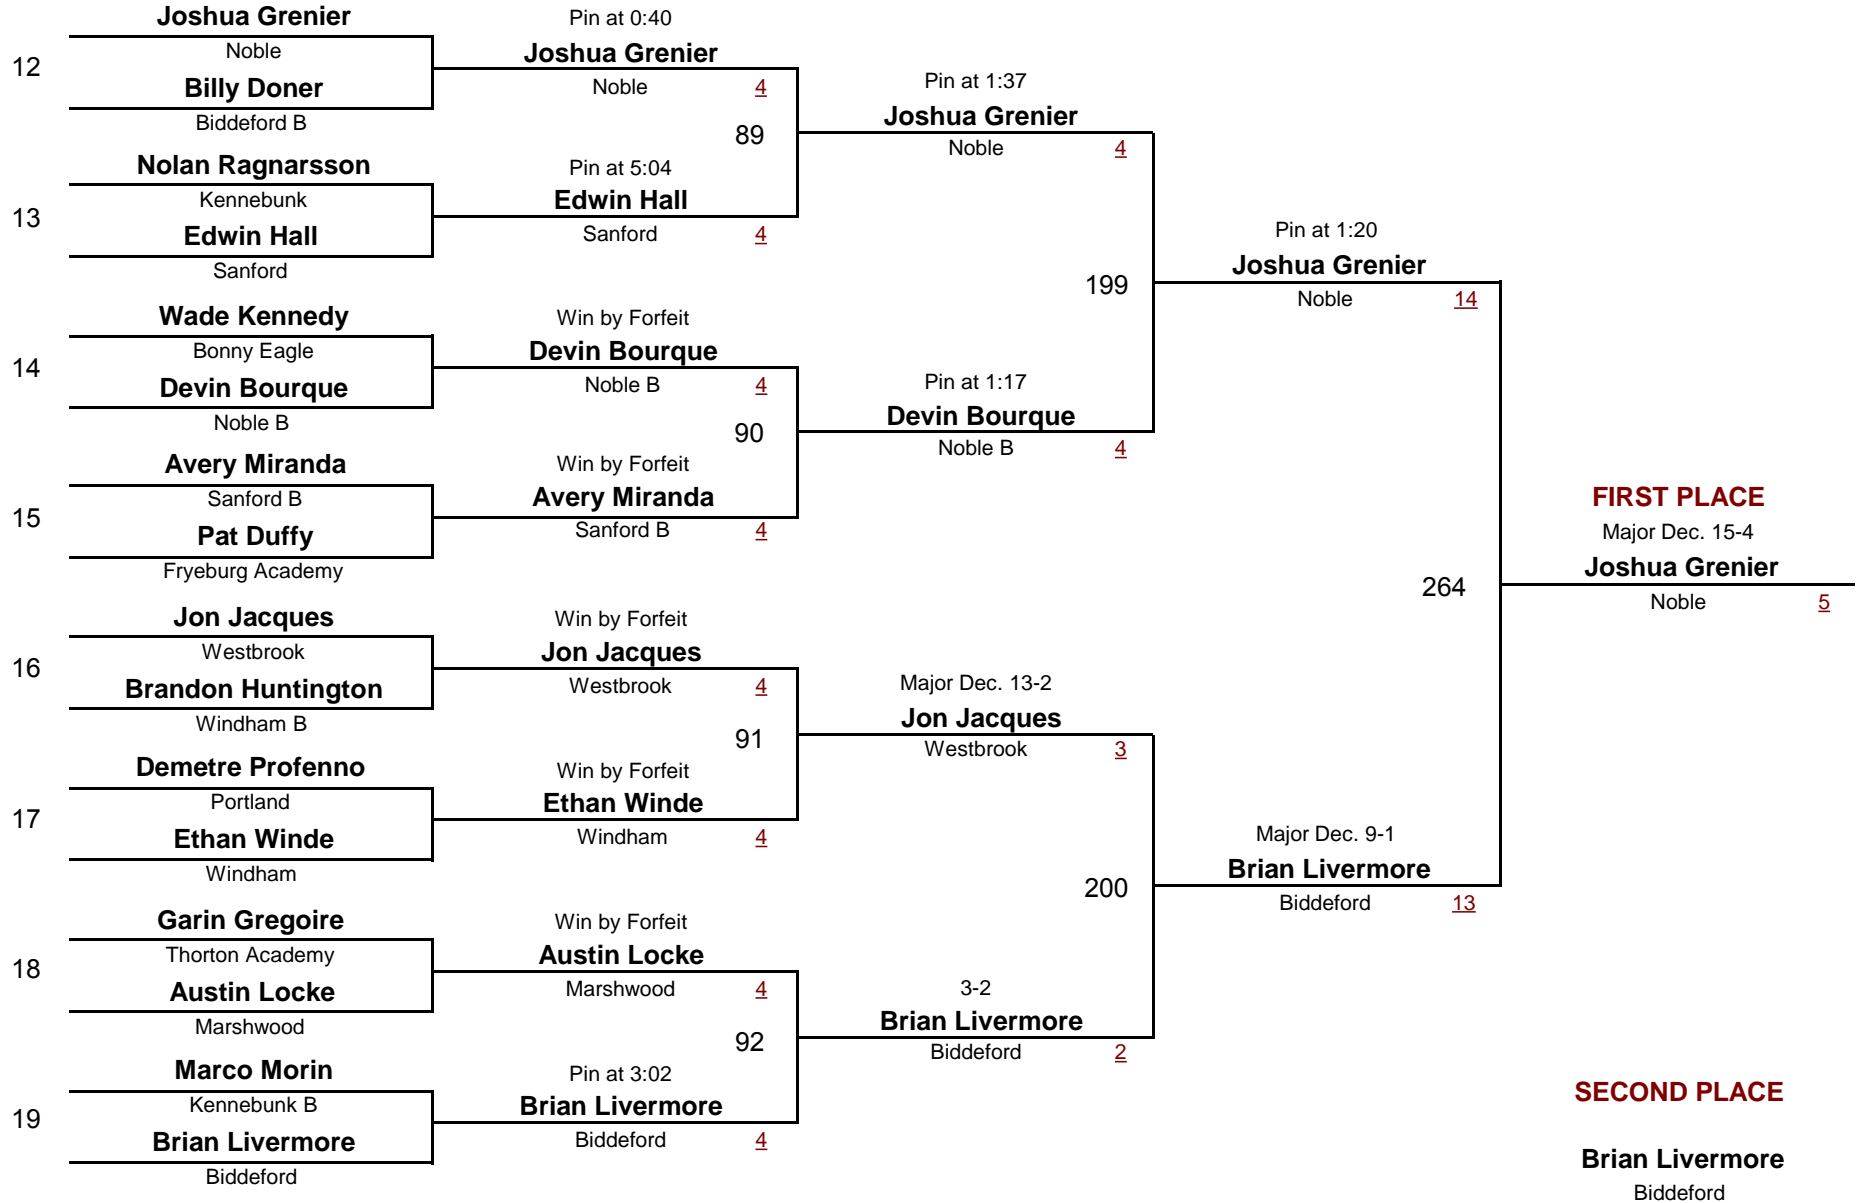 Joshua Grenier
Noble
12
Billy Doner
Biddeford B
Nolan Ragnarsson
Kennebunk
13
Edwin Hall
Sanford
Wade Kennedy
Bonny Eagle
14
Devin Bourque
Noble B
Avery Miranda
Sanford B
15
Pat Duffy
Fryeburg Academy
Jon Jacques
Westbrook
16
Brandon Huntington
Windham B
Demetre Profenno
Portland
17
Ethan Winde
Windham
Garin Gregoire
Thorton Academy
18
Austin Locke
Marshwood
Marco Morin
Kennebunk B
19
Brian Livermore
Biddeford
Pin at 0:40
Joshua Grenier
Noble 4
89
Pin at 5:04
Edwin Hall
Sanford 4
Win by Forfeit
Devin Bourque
Noble B 4
90
Win by Forfeit
Avery Miranda
Sanford B 4
Win by Forfeit
Jon Jacques
Westbrook 4
91
Win by Forfeit
Ethan Winde
Windham 4
Win by Forfeit
Austin Locke
Marshwood 4
92
Pin at 3:02
Brian Livermore
Biddeford 4
Pin at 1:37
Joshua Grenier
Noble 4
199
Pin at 1:17
Devin Bourque
Noble B 4
Major Dec. 13-2
Jon Jacques
Westbrook 3
200
3-2
Brian Livermore
Biddeford 2
Pin at 1:20
Joshua Grenier
Noble 14
264
Major Dec. 9-1
Brian Livermore
Biddeford 13
FIRST PLACE
Major Dec. 15-4
Joshua Grenier
Noble 5
SECOND PLACE
Brian Livermore
Biddeford